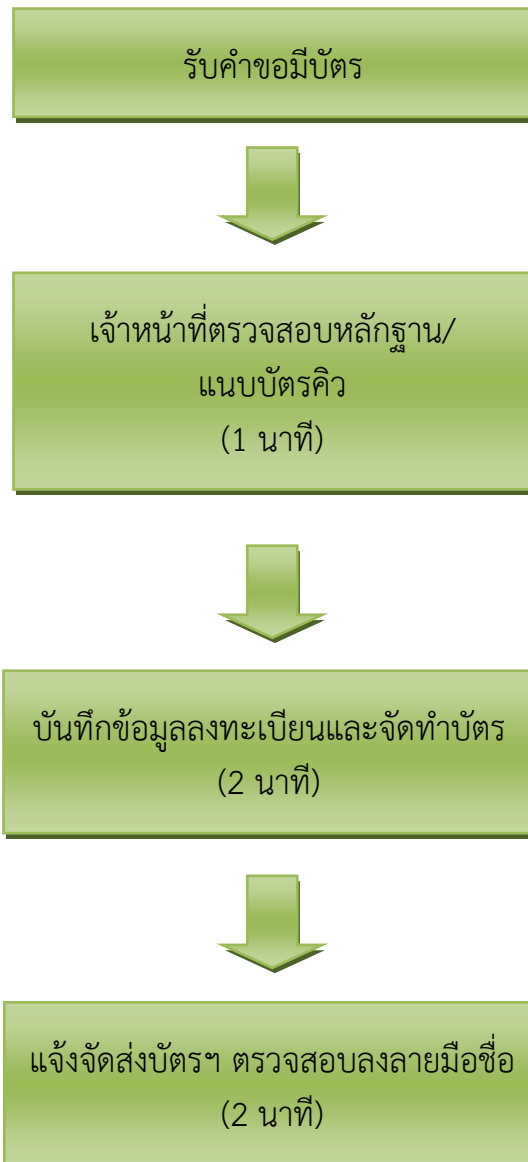 รับคำขอมีบัตร
เจ้าหน้าที่ตรวจสอบหลักฐาน/
แนบบัตรคิว
(1 นาที)
บันทึกข้อมูลลงทะเบียนและจัดทำบัตร
(2 นาที)
แจ้งจัดส่งบัตรฯ ตรวจสอบลงลายมือชื่อ
(2 นาที)